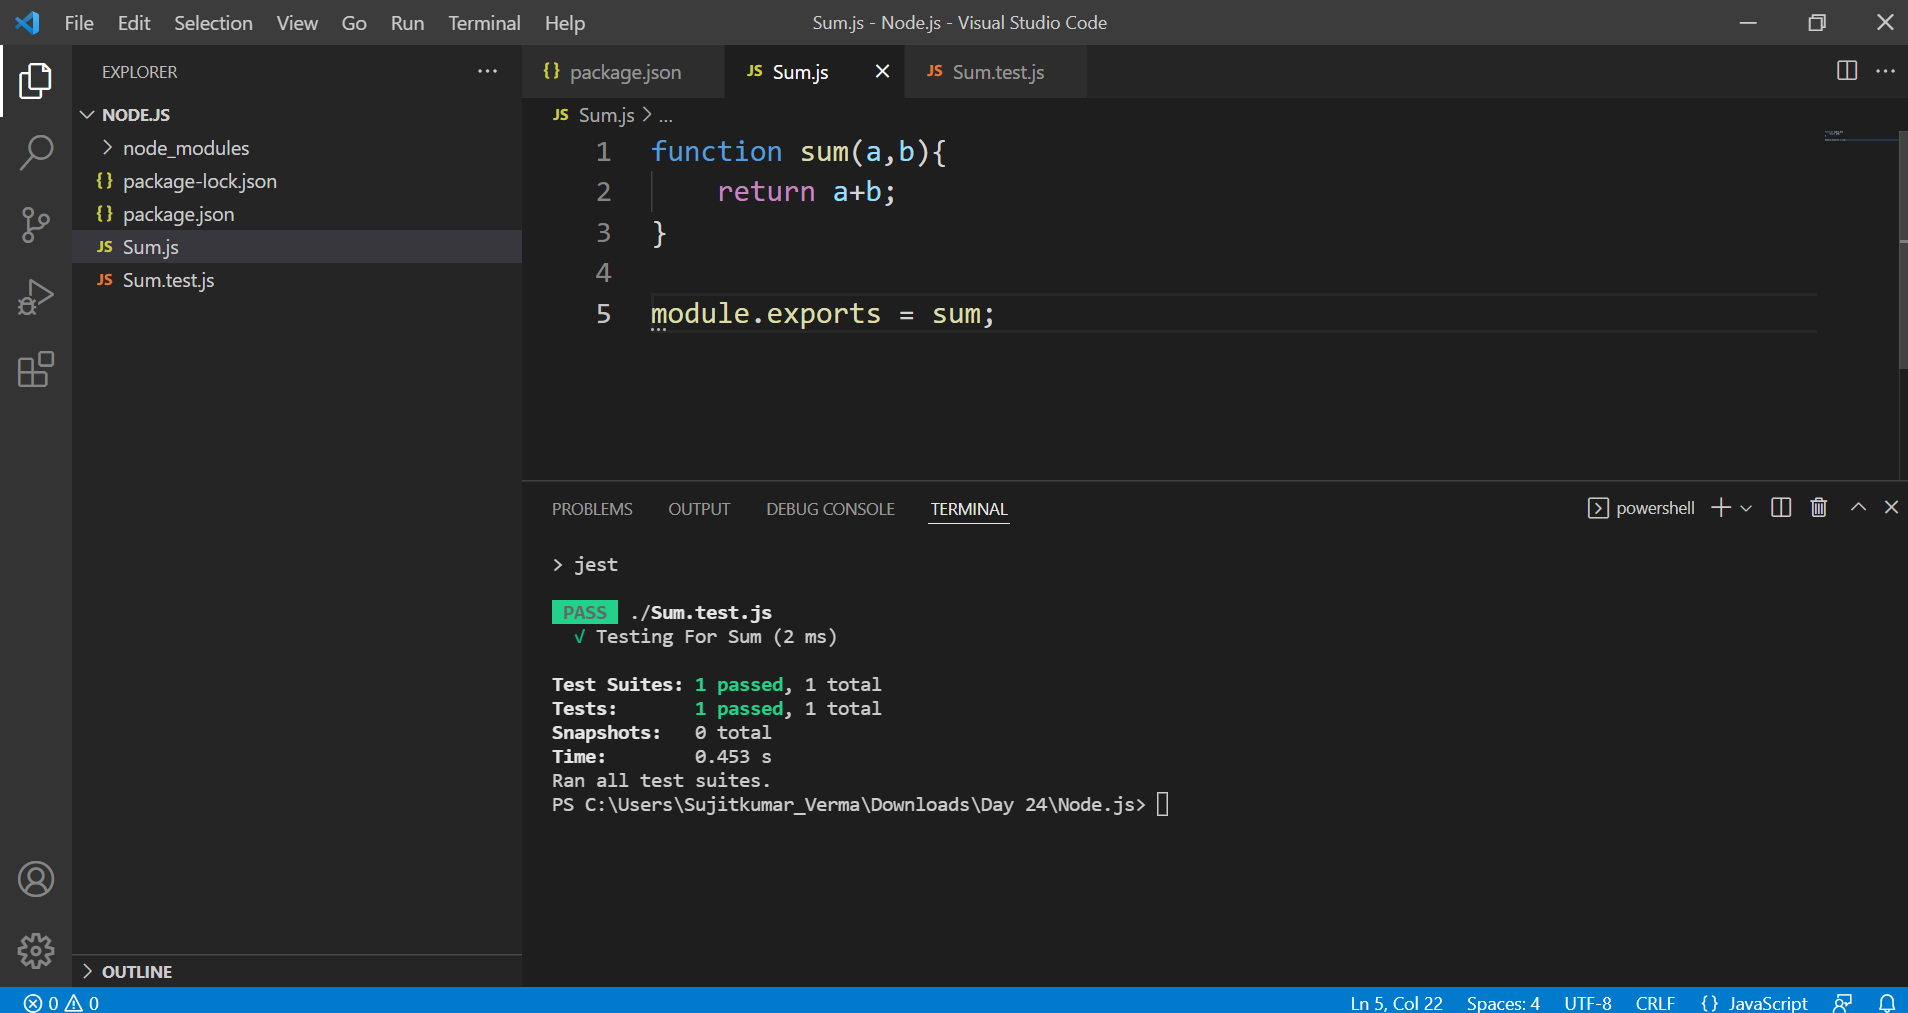 File Edit Selection View Go Run Terminal Help
Sum.js - Node.js - Visual Studio Code
EXPLORER
NODE.JS
node_modules
{} package-lock.json
{} package.json
JS Sum.js
JS Sum.test.js
OUTLINE
{} package.json
JS Sum.js
JS Sum.test.js
JS Sum.js > ...
1 function sum(a,b){
2 return a+b;
3 }
4
5 module.exports = sum;
PROBLEMS OUTPUT DEBUG CONSOLE TERMINAL
powershell
> jest
PASS ./Sum.test.js
√ Testing For Sum (2 ms)
Test Suites: 1 passed, 1 total
Tests: 1 passed, 1 total
Snapshots: 0 total
Time: 0.453 s
Ran all test suites.
PS C:\Users\Sujitkumar_Verma\Downloads\Day 24\Node.js>
0 0
Ln 5, Col 22 Spaces: 4 UTF-8 CRLF {} JavaScript